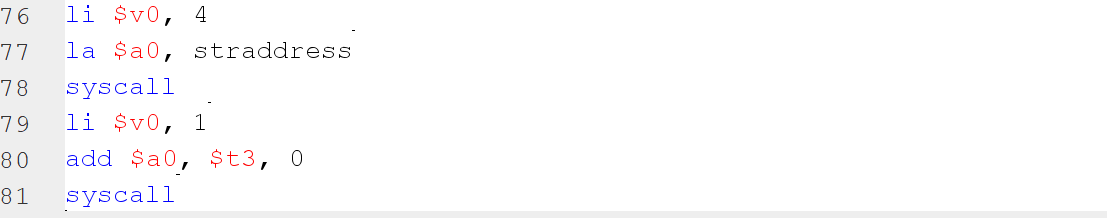 76 li $v0, 4
77 la $a0, straddress
78 syscall
79 li $v0, 1
80 add $a0, $t3, 0
81 syscall